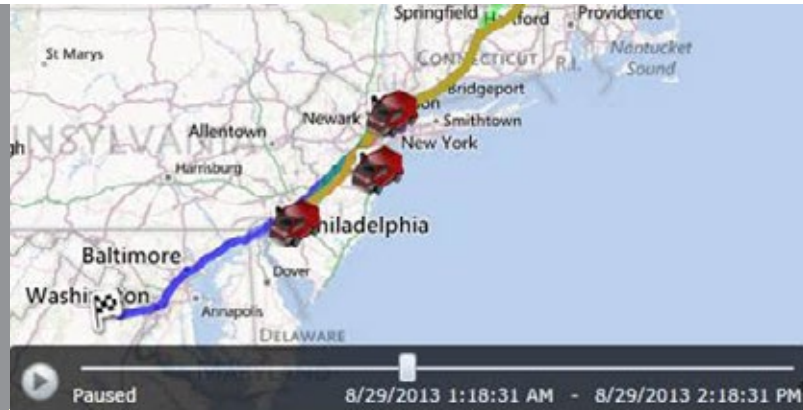 Springfield
Providence
St Marys
CONNECTICUT
R.I.
Nantucket
Sound
Bridgeport
Newark
Smithtown
Allentown
New York
Harrisburg
Baltimore
Dover
Annapolis
DELAWARE
MARYLAND
Paused
8/29/2013 1:18:31 AM - 8/29/2013 2:18:31 PM